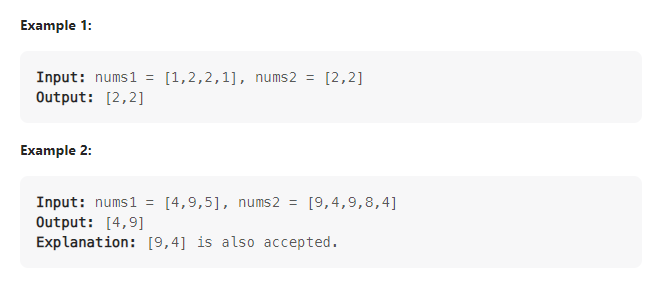 Example 1:
Input: nums1 = [1,2,2,1], nums2 = [2,2]
Output: [2,2]
Example 2:
Input: nums1 = [4,9,5], nums2 = [9,4,9,8,4]
Output: [4,9]
Explanation: [9,4] is also accepted.